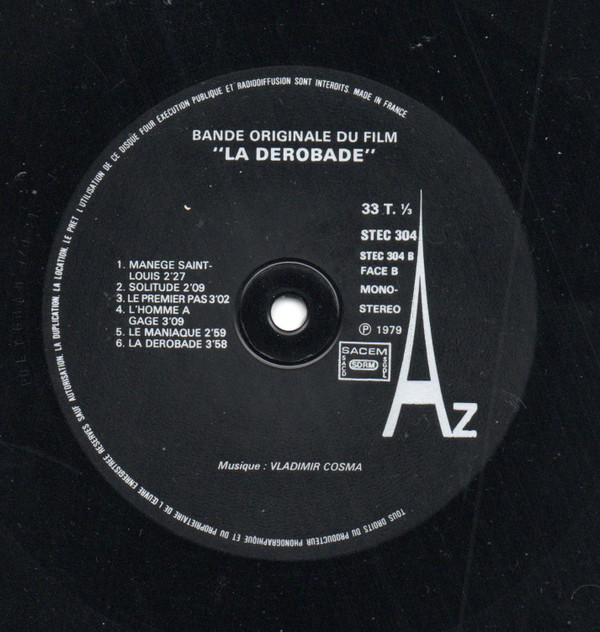 BANDE ORIGINALE DU FILM
"LA DEROBADE"
33 T. ⅓
STEC 304
STEC 304 B
FACE B
MONO-
STEREO
Ⓟ 1979
SACEM
SACD SDRM SGDL
Az
1. MANEGE SAINT-
LOUIS 2'27
2. SOLITUDE 2'09
3. LE PREMIER PAS 3'02
4. L'HOMME A
GAGE 3'09
5. LE MANIAQUE 2'59
6. LA DEROBADE 3'58
Musique : VLADIMIR COSMA
TOUS DROITS DU PRODUCTEUR PHONOGRAPHIQUE ET DU PROPRIETAIRE DE L'ŒUVRE ENREGISTREE RESERVES SAUF AUTORISATION. LA DUPLICATION, LA LOCATION, LE PRET L'UTILISATION DE CE DISQUE POUR EXECUTION PUBLIQUE ET RADIODIFFUSION SONT INTERDITS. MADE IN FRANCE